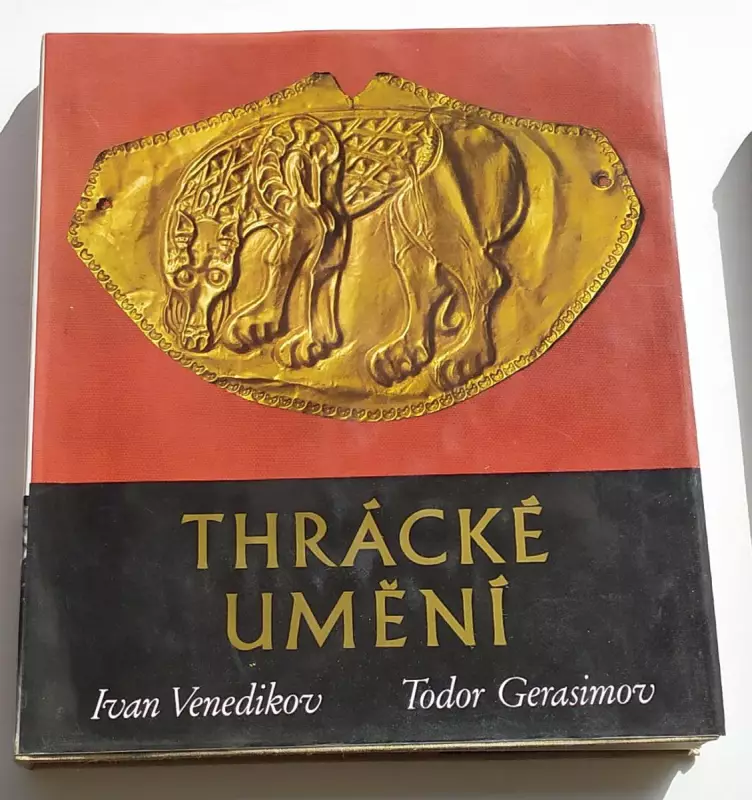 THRÁCKÉ
UMĚNÍ
Ivan Venedikov Todor Gerasimov